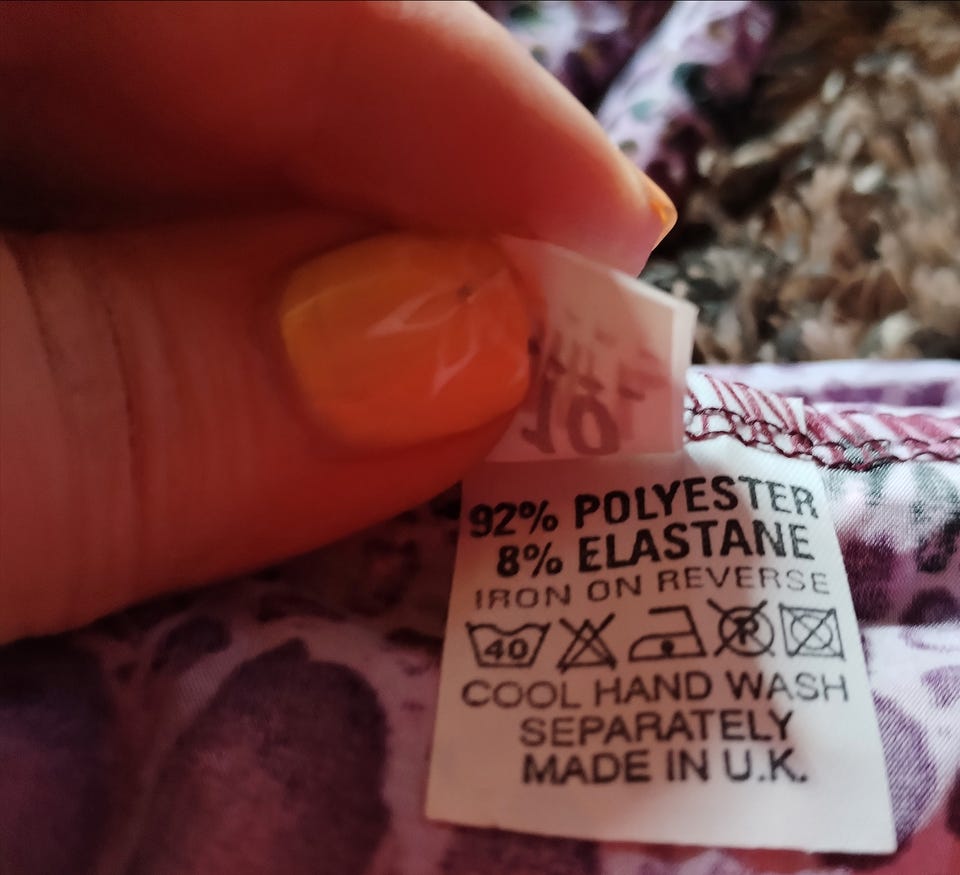 92% POLYESTER
8% ELASTANE
IRON ON REVERSE
40 R
COOL HAND WASH
SEPARATELY
MADE IN U.K.